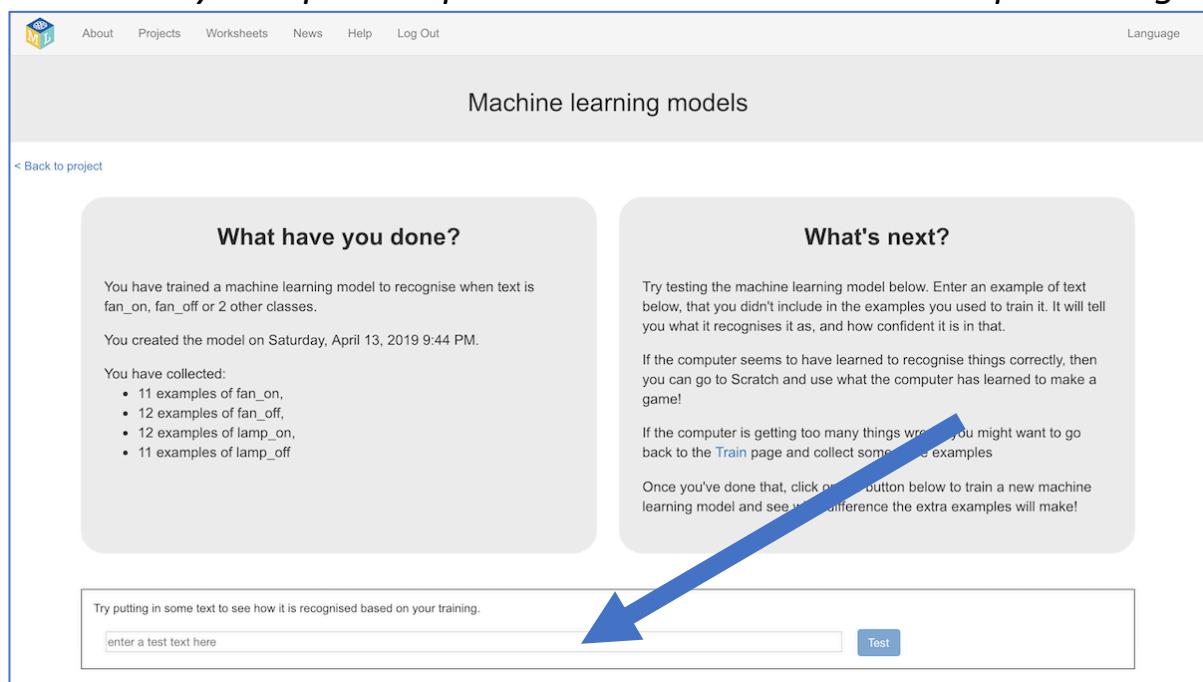 About Projects Worksheets News Help Log Out Language
Machine learning models
< Back to project
What have you done?
You have trained a machine learning model to recognise when text is
fan_on, fan_off or 2 other classes.
You created the model on Saturday, April 13, 2019 9:44 PM.
You have collected:
• 11 examples of fan_on,
• 12 examples of fan_off,
• 12 examples of lamp_on,
• 11 examples of lamp_off
What's next?
Try testing the machine learning model below. Enter an example of text
below, that you didn't include in the examples you used to train it. It will tell
you what it recognises it as, and how confident it is in that.
If the computer seems to have learned to recognise things correctly, then
you can go to Scratch and use what the computer has learned to make a
game!
If the computer is getting too many things you might want to go
back to the Train page and collect examples
Once you've done that, click button below to train a new machine
learning model and see difference the extra examples will make!
Try putting in some text to see how it is recognised based on your training.
enter a test text here
Test